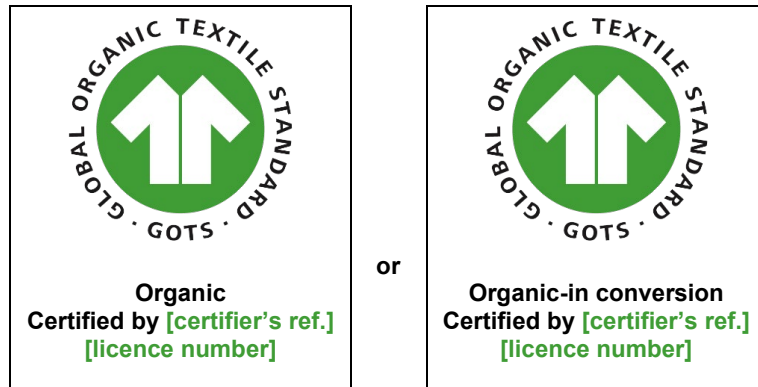 GLOBAL ORGANIC TEXTILE STANDARD · GOTS ·
Organic
Certified by [certifier’s ref.]
[licence number]
or
GLOBAL ORGANIC TEXTILE STANDARD · GOTS ·
Organic-in conversion
Certified by [certifier’s ref.]
[licence number]